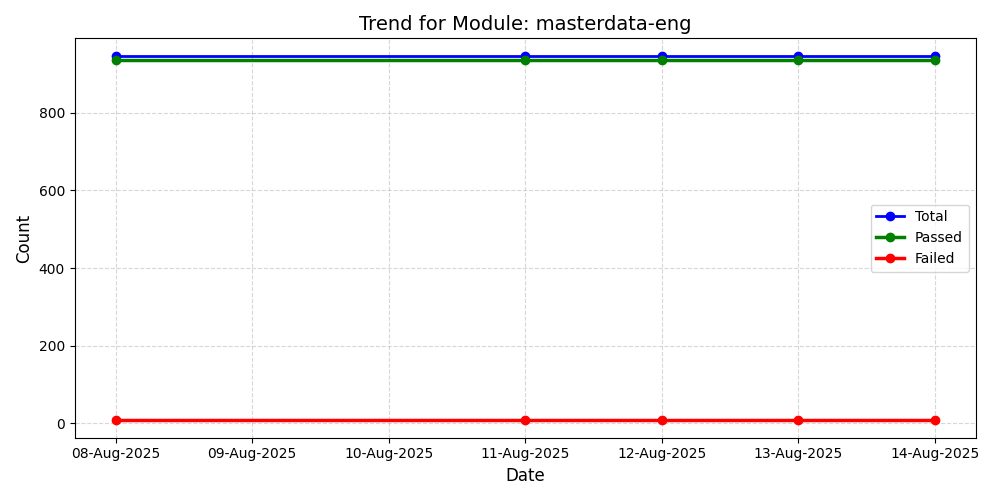 Trend for Module: masterdata-eng
Count
800
600
400
200
0
Total
Passed
Failed
08-Aug-2025
09-Aug-2025
10-Aug-2025
11-Aug-2025
12-Aug-2025
13-Aug-2025
14-Aug-2025
Date